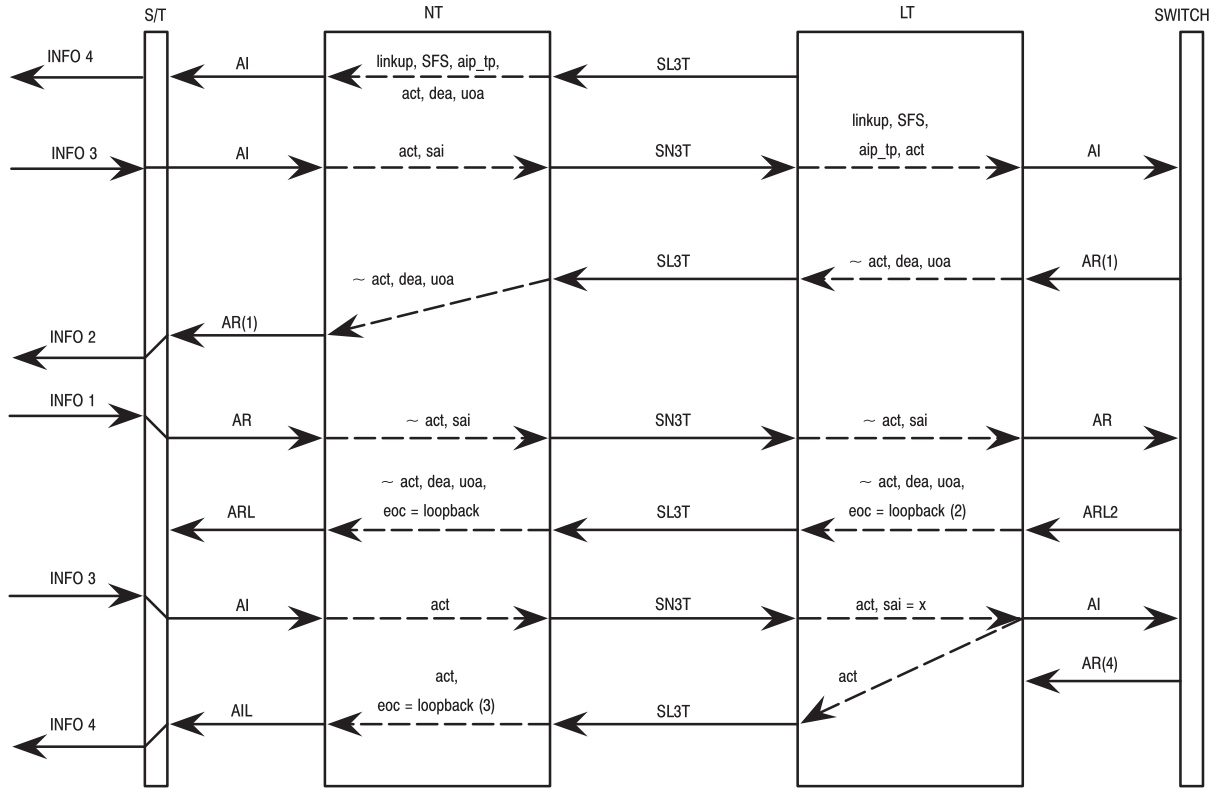 S/T
NT
LT
SWITCH
INFO 4
AI
linkup, SFS, aip_tp,
act, dea, uoa
SL3T
INFO 3
AI
act, sai
SN3T
linkup, SFS,
aip_tp, act
AI
INFO 2
AR(1)
~ act, dea, uoa
SL3T
~ act, dea, uoa
AR(1)
INFO 1
AR
~ act, sai
SN3T
~ act, sai
AR
ARL
~ act, dea, uoa,
eoc = loopback
SL3T
~ act, dea, uoa,
eoc = loopback (2)
ARL2
INFO 3
AI
act
SN3T
act, sai = x
AI
AR(4)
INFO 4
AIL
act,
eoc = loopback (3)
SL3T
act